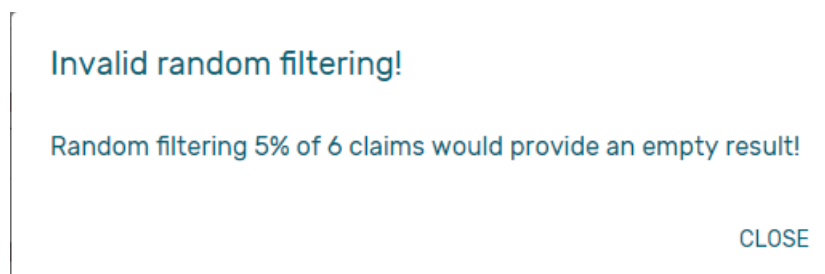 Invalid random filtering!
Random filtering 5% of 6 claims would provide an empty result!
CLOSE